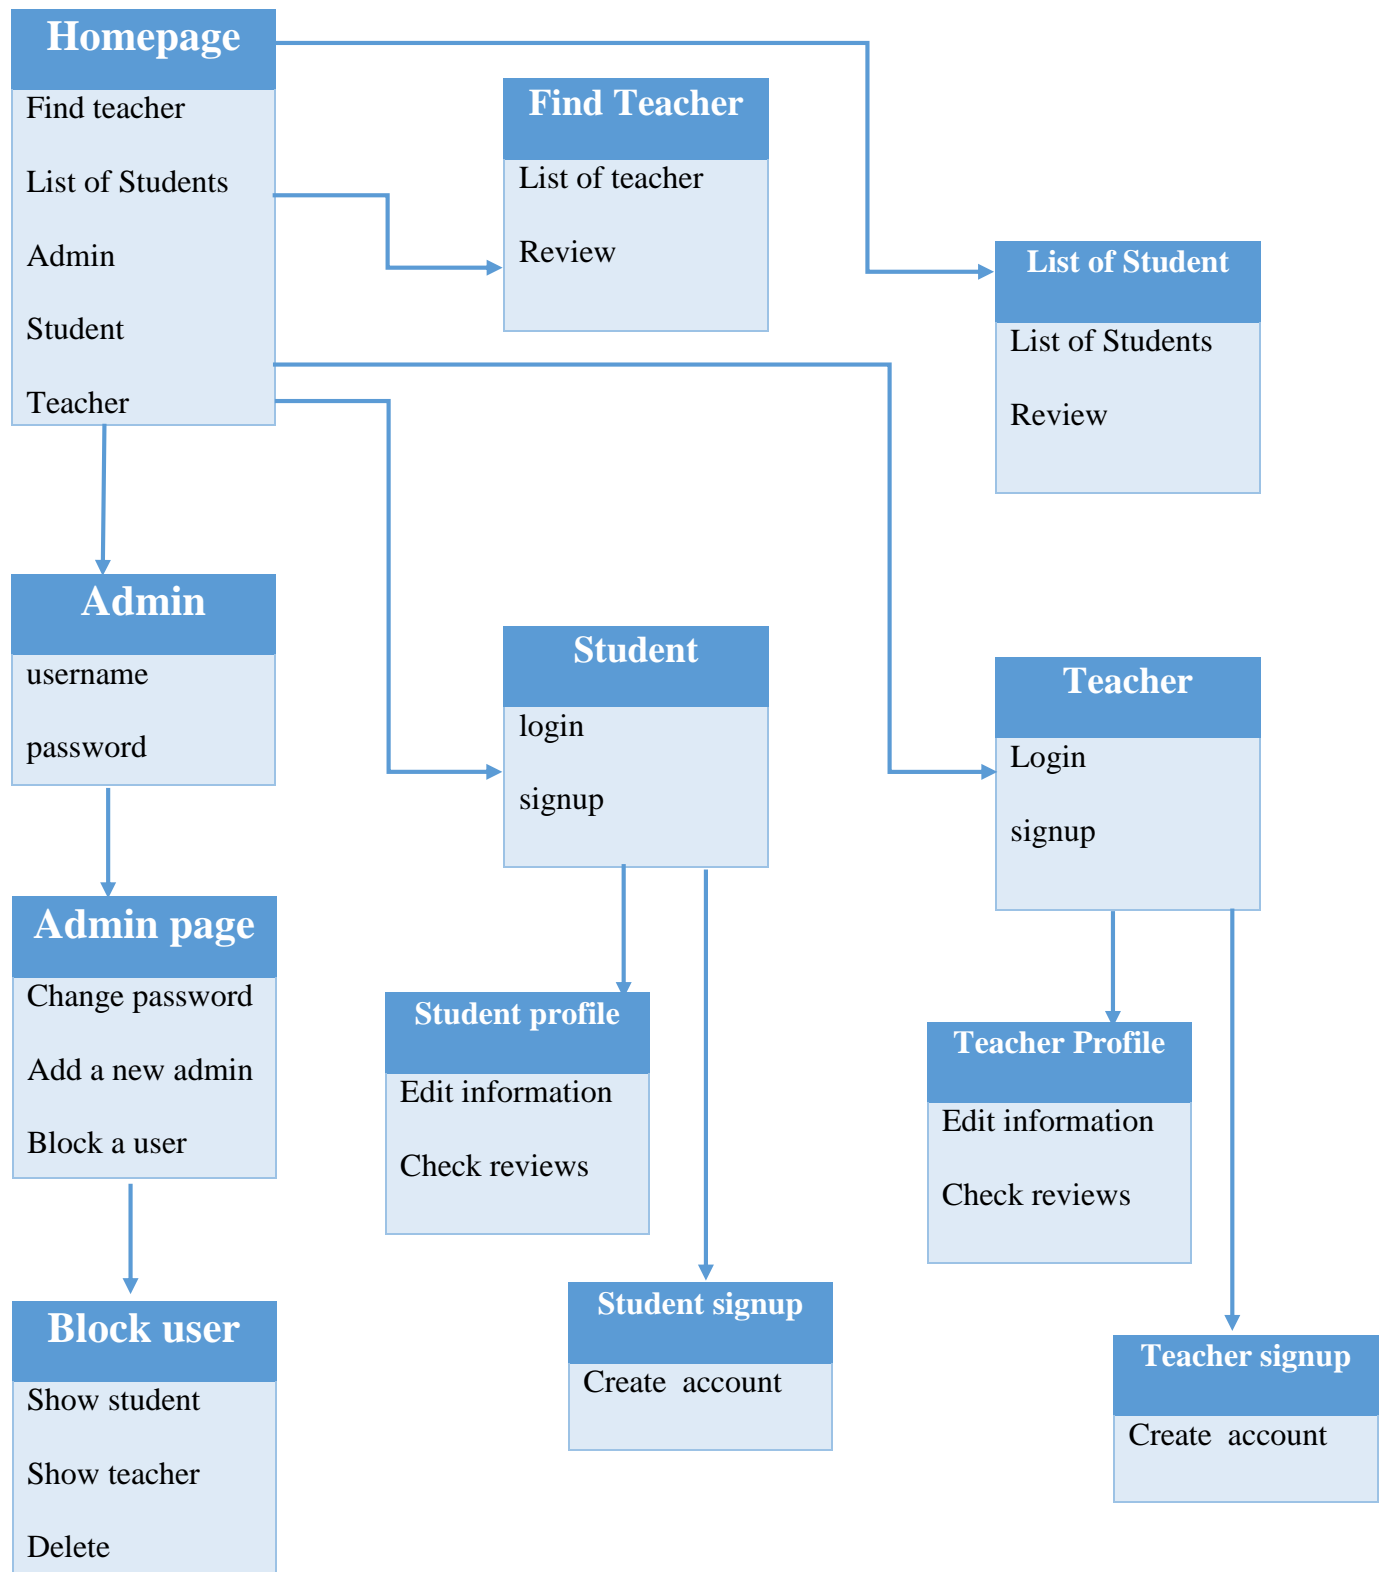 Homepage
Find teacher
List of Students
Admin
Student
Teacher
Find Teacher
List of teacher
Review
List of Student
List of Students
Review
Admin
username
password
Student
login
signup
Teacher
Login
signup
Admin page
Change password
Add a new admin
Block a user
Student profile
Edit information
Check reviews
Teacher Profile
Edit information
Check reviews
Block user
Show student
Show teacher
Delete
Student signup
Create  account
Teacher signup
Create  account